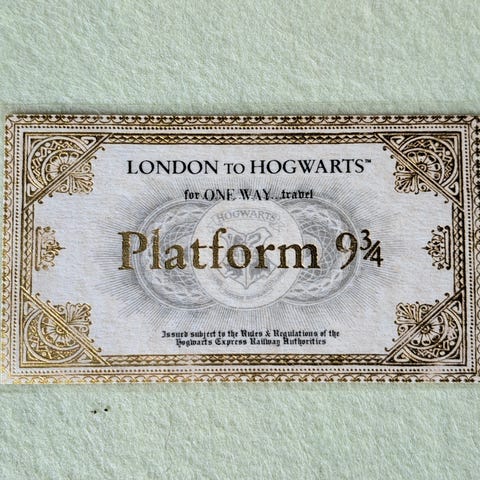 LONDON TO HOGWARTS™
for ONE WAY...travel
HOGWARTS
Platform 9¾
Issued subject to the Rules & Regulations of the
Hogwarts Express Railway Authorities